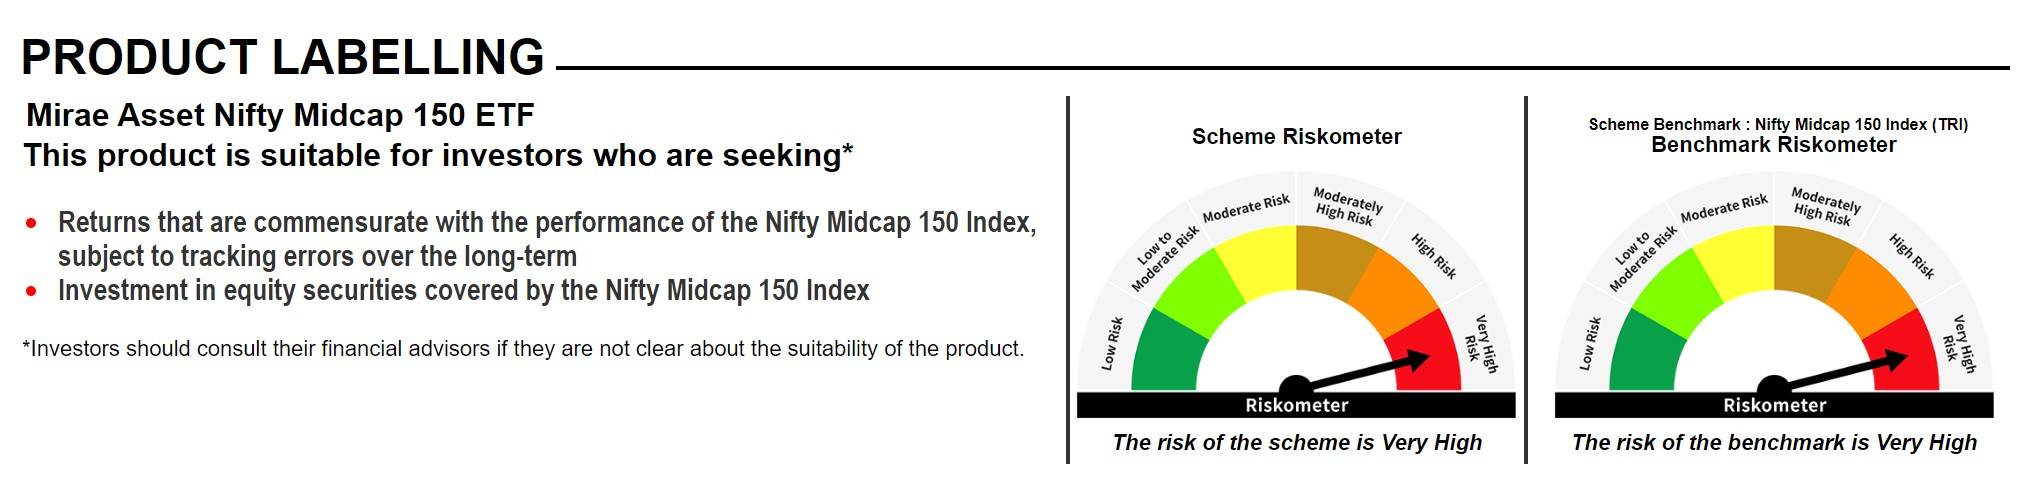 PRODUCT LABELLING
Mirae Asset Nifty Midcap 150 ETF
This product is suitable for investors who are seeking*
• Returns that are commensurate with the performance of the Nifty Midcap 150 Index,
subject to tracking errors over the long-term
• Investment in equity securities covered by the Nifty Midcap 150 Index
*Investors should consult their financial advisors if they are not clear about the suitability of the product.
Scheme Riskometer
Low Risk
Low to
Moderate Risk
Moderate Risk
Moderately
High Risk
High Risk
Very High
Risk
Riskometer
The risk of the scheme is Very High
Scheme Benchmark : Nifty Midcap 150 Index (TRI)
Benchmark Riskometer
Low Risk
Low to
Moderate Risk
Moderate Risk
Moderately
High Risk
High Risk
Very High
Risk
Riskometer
The risk of the benchmark is Very High